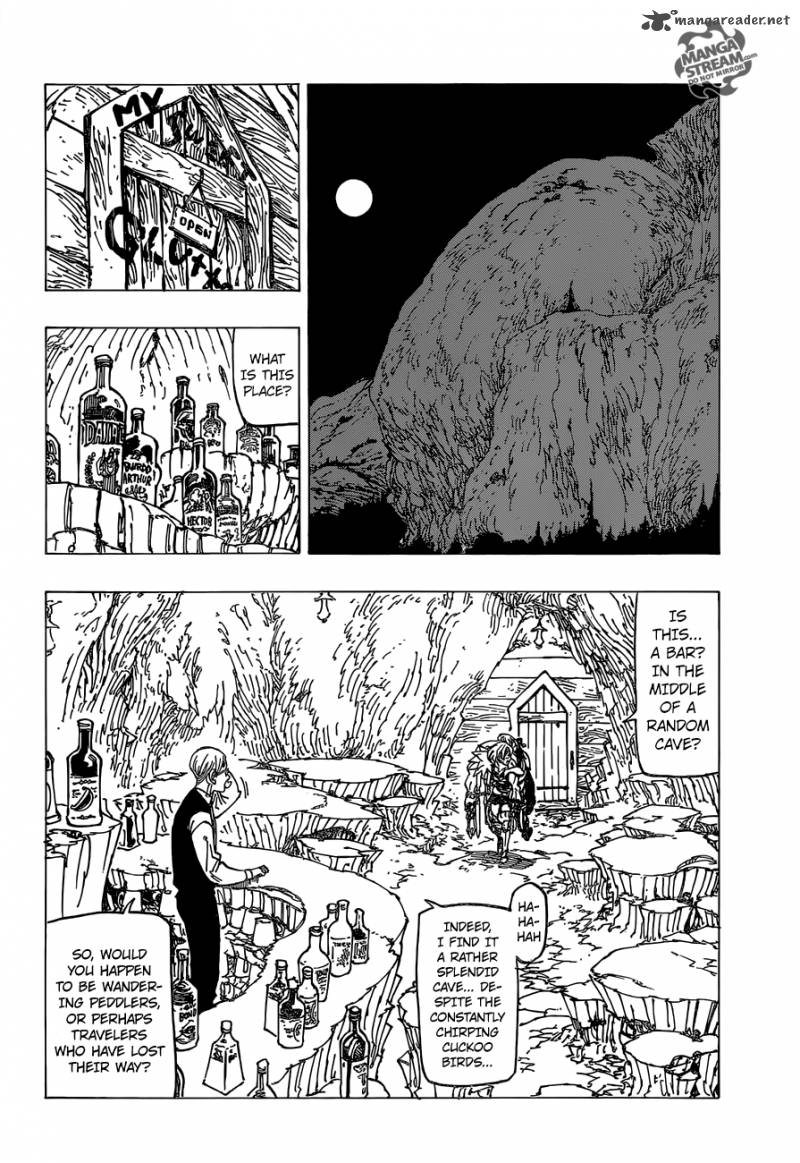 mangareader.net
MANGA
STREAM.com
DO NOT MIRROR
MY
SWEET
OPEN
WHAT
IS THIS
PLACE?
ARTHUR
HECTOR
IS
THIS...
A BAR?
IN THE
MIDDLE
OF A
RANDOM
CAVE?
HA-
HA-
HAH
INDEED,
I FIND IT
A RATHER
SPLENDID
CAVE... DE-
SPITE THE
CONSTANTLY
CHIRPING
CUCKOO
BIRDS...
SO, WOULD
YOU HAPPEN
TO BE WANDER-
ING PEDDLERS,
OR PERHAPS
TRAVELERS
WHO HAVE LOST
THEIR WAY?